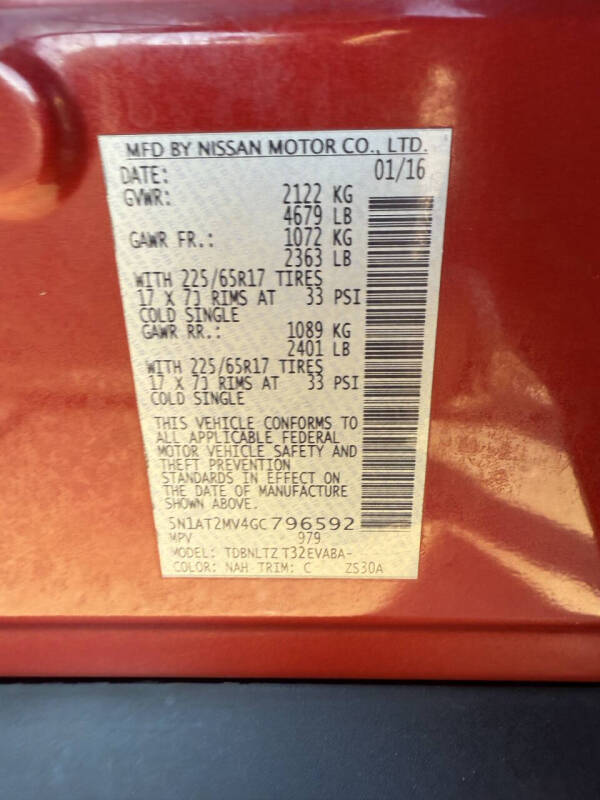 MFD BY NISSAN MOTOR CO., LTD.
DATE: 01/16
GVWR: 2122 KG
4679 LB
GAWR FR.: 1072 KG
2363 LB
WITH 225/65R17 TIRES
17 X 7J RIMS AT 33 PSI
COLD SINGLE
GAWR RR.: 1089 KG
2401 LB
WITH 225/65R17 TIRES
17 X 7J RIMS AT 33 PSI
COLD SINGLE
THIS VEHICLE CONFORMS TO
ALL APPLICABLE FEDERAL
MOTOR VEHICLE SAFETY AND
THEFT PREVENTION
STANDARDS IN EFFECT ON
THE DATE OF MANUFACTURE
SHOWN ABOVE.
5N1AT2MV4GC796592
MPV 979
MODEL: TDBNLTZ T32EVABA-
COLOR: NAH TRIM: C ZS30A